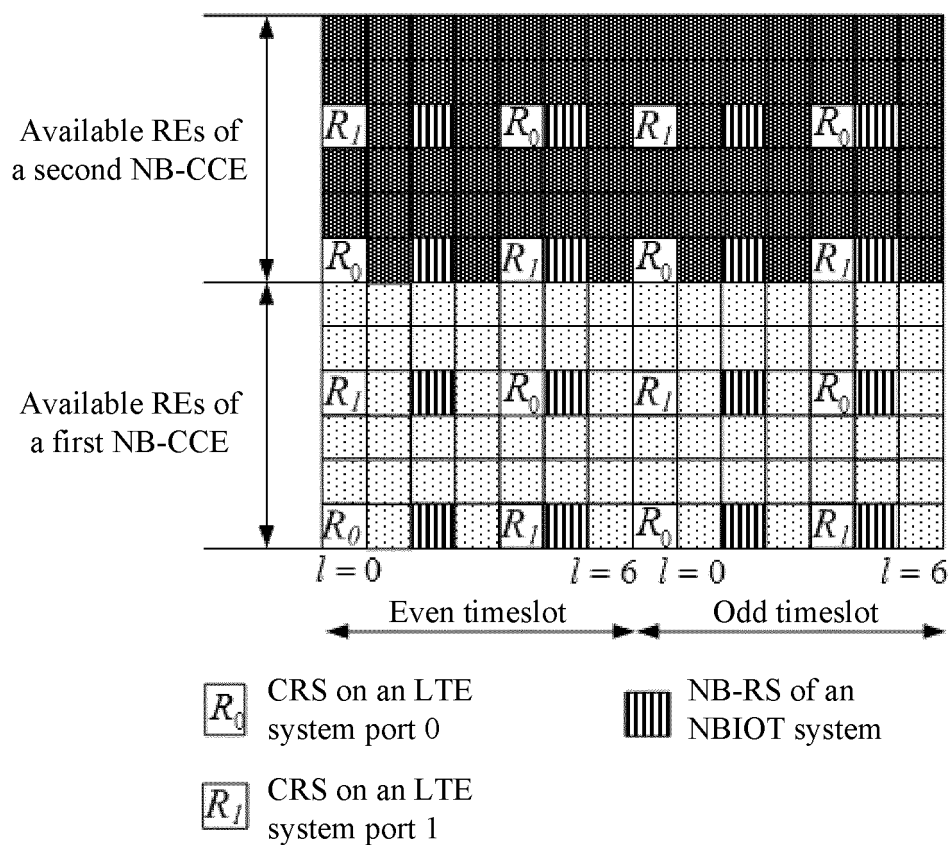 Available REs of
a second NB-CCE
R1 R0 R1 R0
R0 R1 R0 R1
Available REs of
a first NB-CCE
R1 R0 R1 R0
R0 R1 R0 R1
l = 0 l = 6 l = 0 l = 6
Even timeslot Odd timeslot
R0 CRS on an LTE
system port 0
NB-RS of an
NBIOT system
R1 CRS on an LTE
system port 1